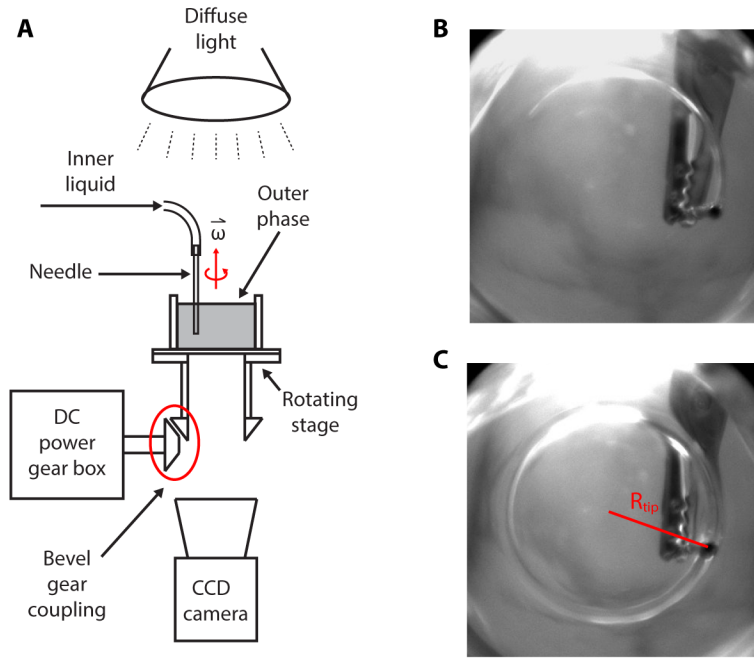 A
Diffuse
light
Inner
liquid
Outer
phase
ω
Needle
Rotating
stage
DC
power
gear box
Bevel
gear
coupling
CCD
camera
B
C
Rtip